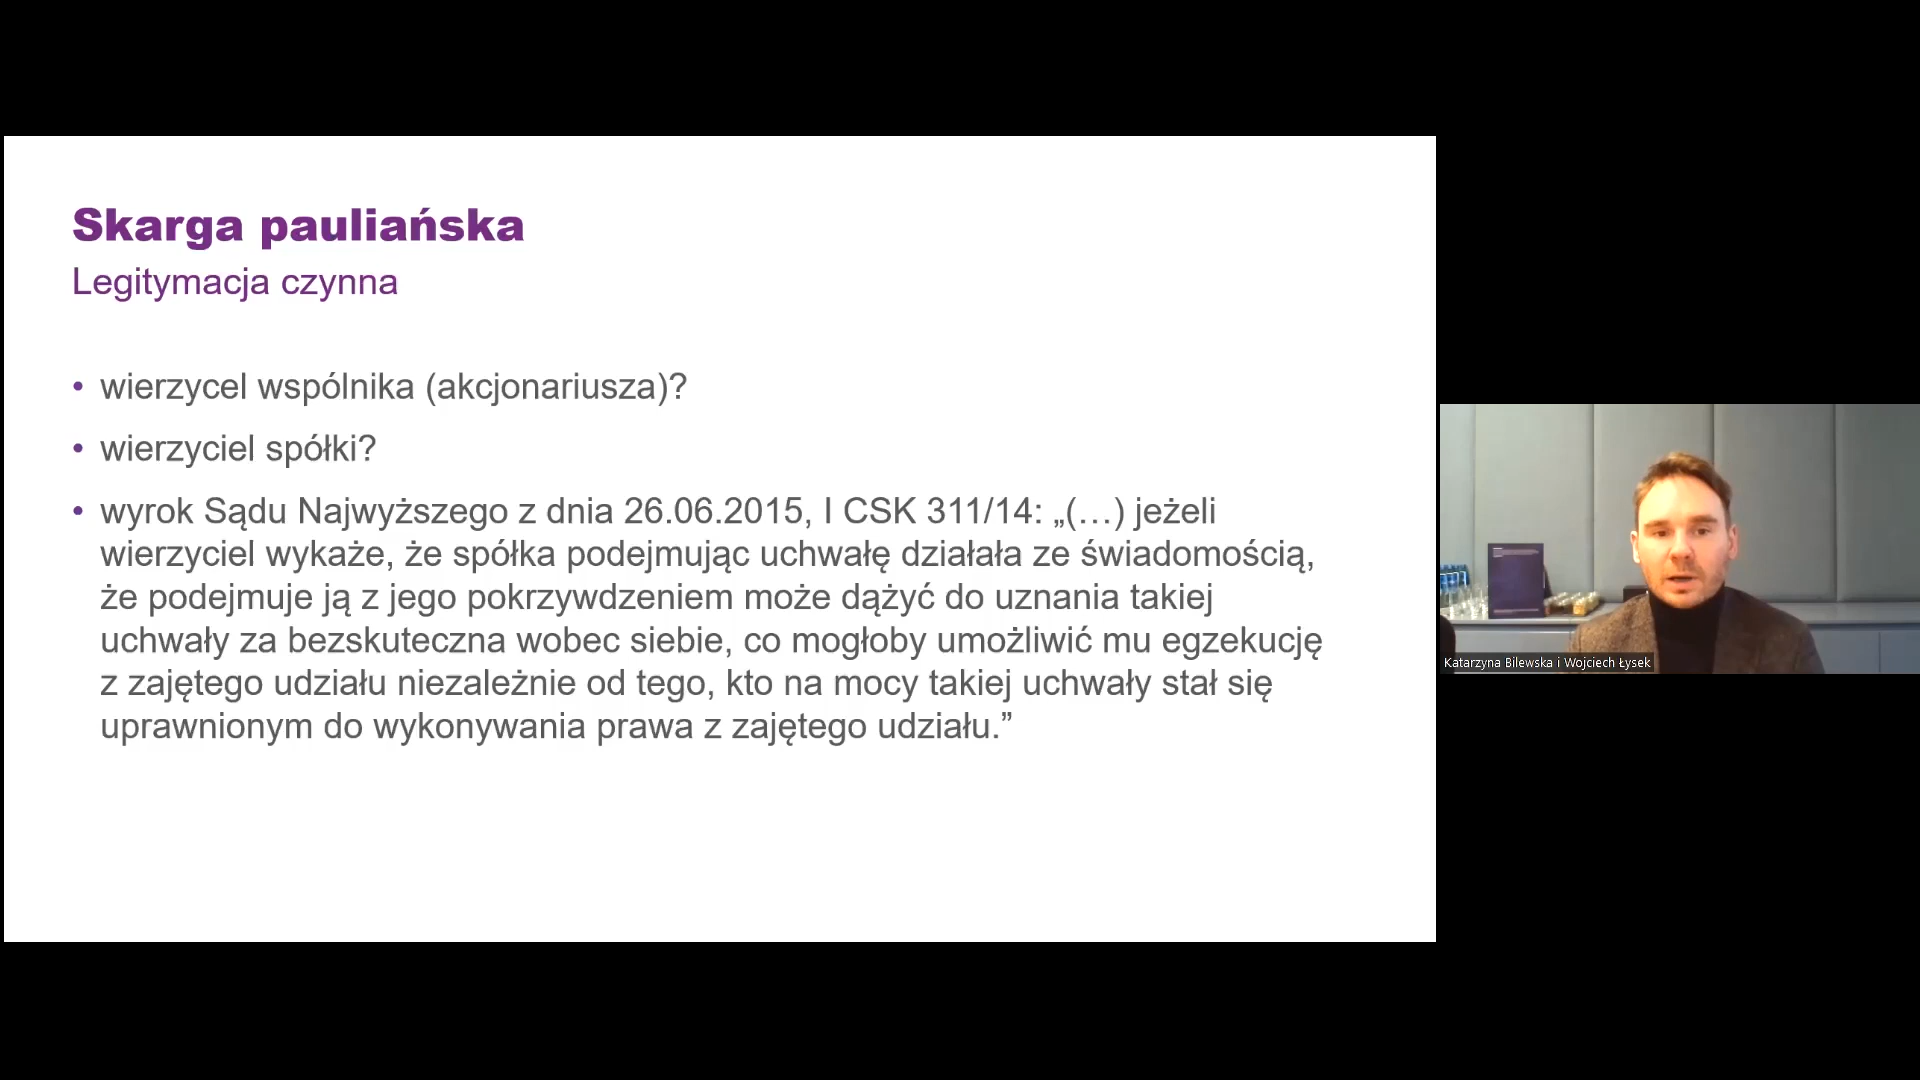 Skarga pauliańska
Legitymacja czynna
• wierzycel wspólnika (akcjonariusza)?
• wierzyciel spółki?
• wyrok Sądu Najwyższego z dnia 26.06.2015, I CSK 311/14: „(…) jeżeli
wierzyciel wykaże, że spółka podejmując uchwałę działała ze świadomością,
że podejmuje ją z jego pokrzywdzeniem może dążyć do uznania takiej
uchwały za bezskuteczna wobec siebie, co mogłoby umożliwić mu egzekucję
z zajętego udziału niezależnie od tego, kto na mocy takiej uchwały stał się
uprawnionym do wykonywania prawa z zajętego udziału.”
Katarzyna Bilewska i Wojciech Łysek